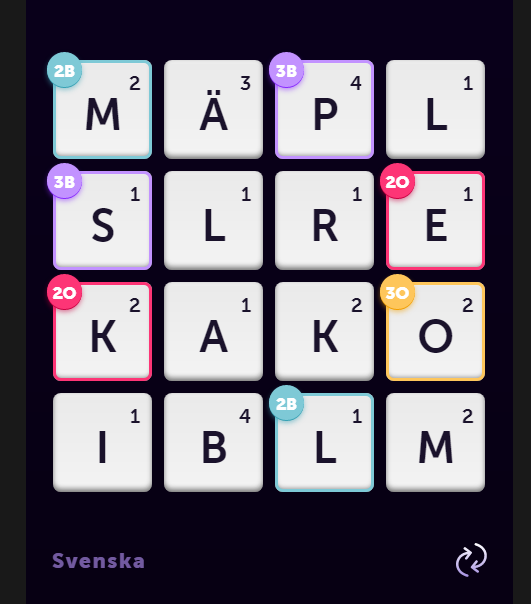 2B 2 3 3B 4 1
M Ä P L
3B 1 1 1 2O 1
S L R E
2O 2 1 2 3O 2
K A K O
1 4 2B 1 2
I B L M
Svenska